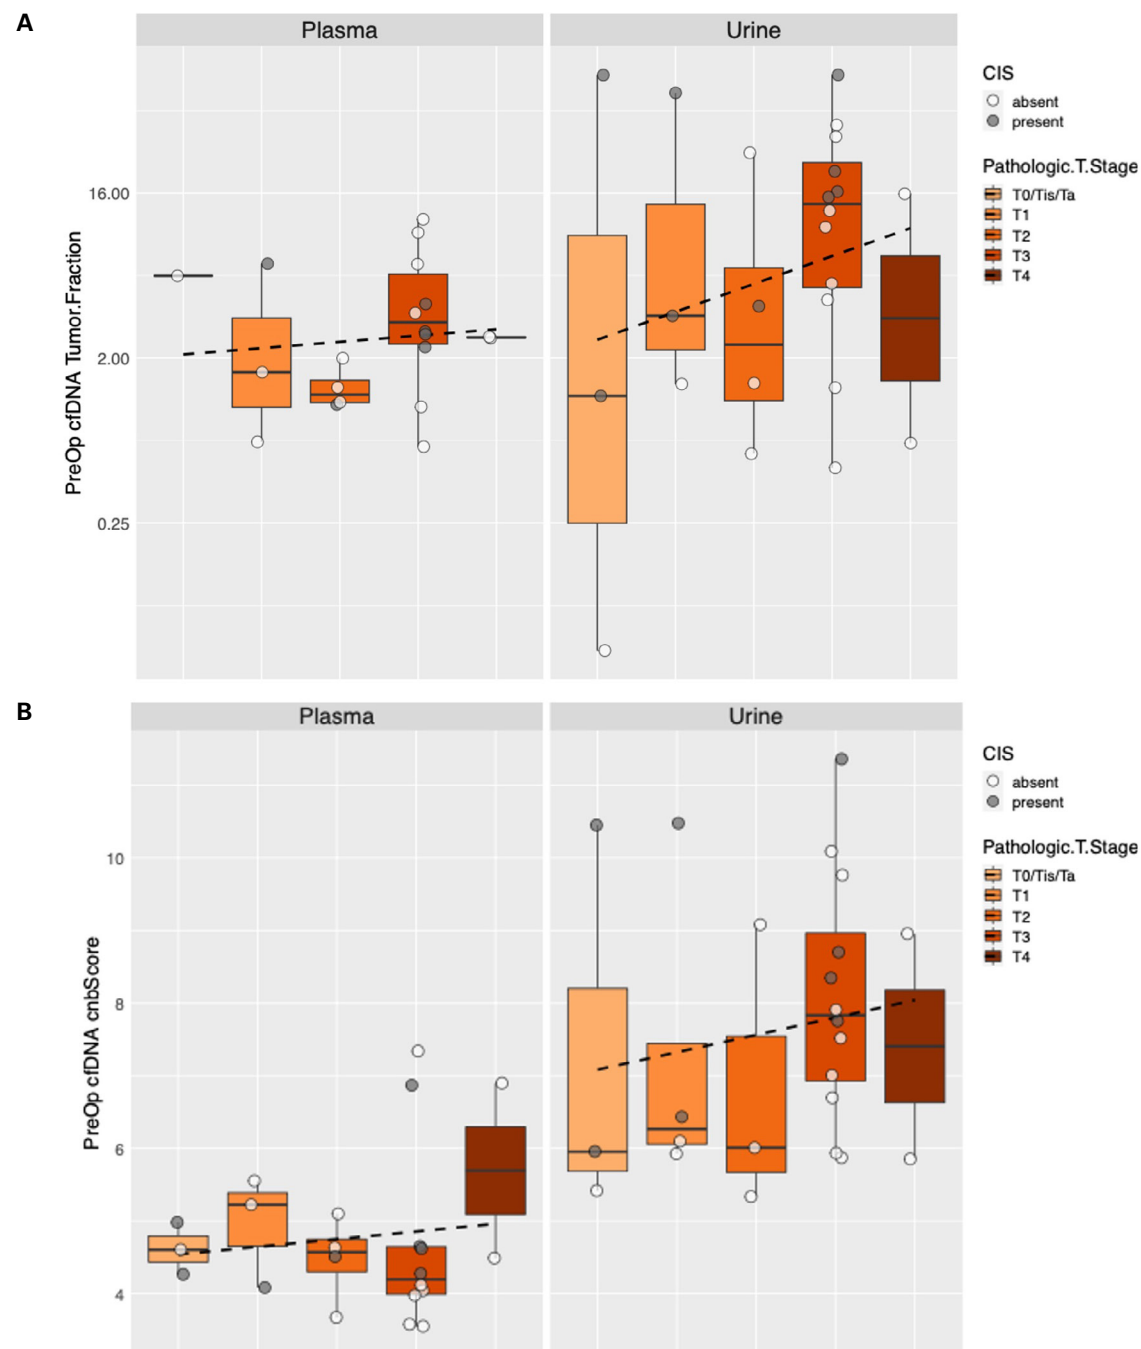 A
Plasma
Urine
PreOp cfDNA Tumor.Fraction
16.00
2.00
0.25
CIS
absent
present
Pathologic.T.Stage
T0/Tis/Ta
T1
T2
T3
T4
B
Plasma
Urine
PreOp cfDNA cnbScore
10
8
6
4
CIS
absent
present
Pathologic.T.Stage
T0/Tis/Ta
T1
T2
T3
T4